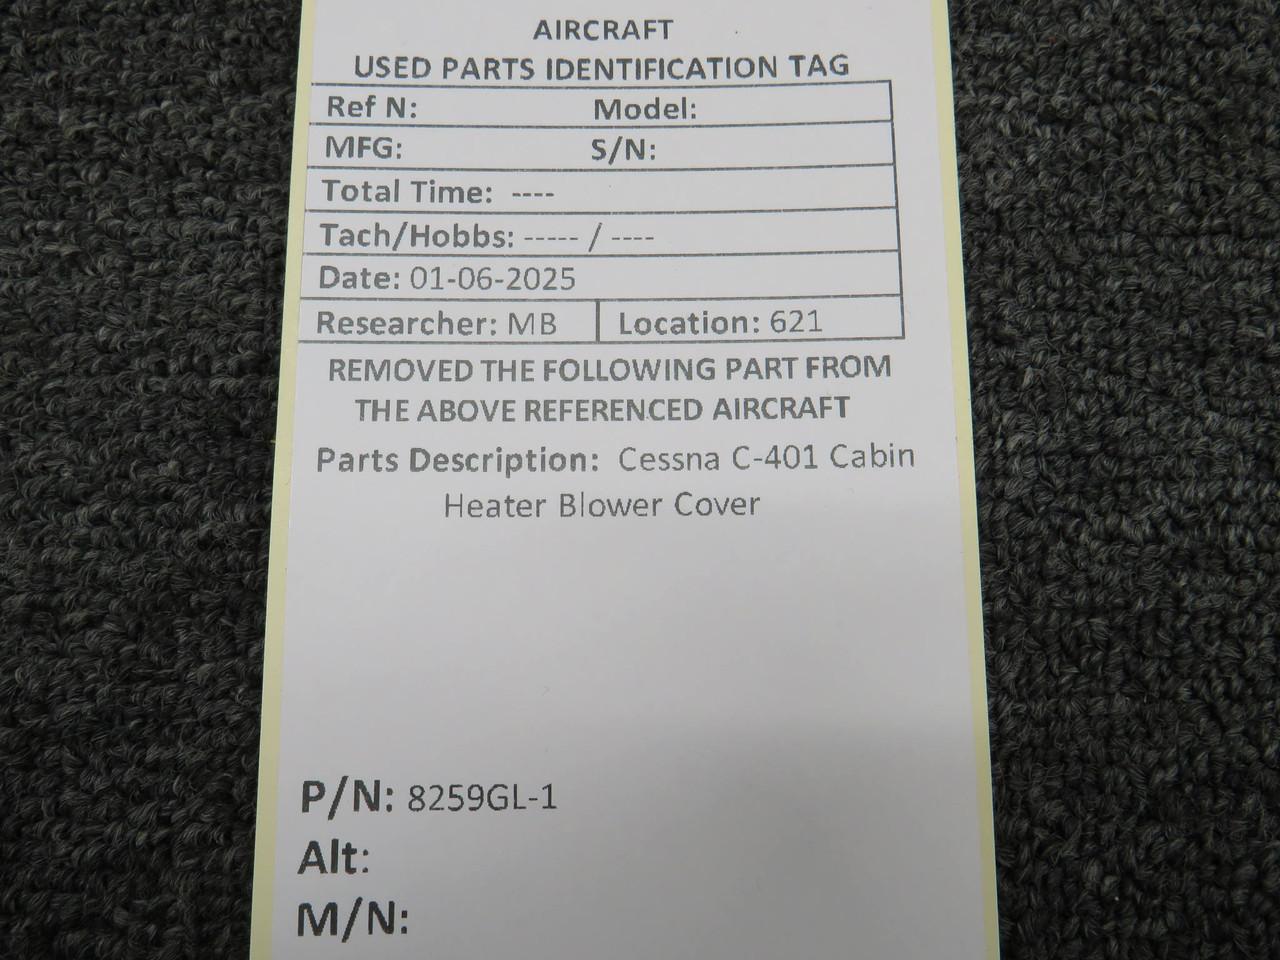 AIRCRAFT
USED PARTS IDENTIFICATION TAG
Ref N: Model:
MFG: S/N:
Total Time: ----
Tach/Hobbs: ----- / ----
Date: 01-06-2025
Researcher: MB Location: 621
REMOVED THE FOLLOWING PART FROM
THE ABOVE REFERENCED AIRCRAFT
Parts Description: Cessna C-401 Cabin
Heater Blower Cover
P/N: 8259GL-1
Alt:
M/N: